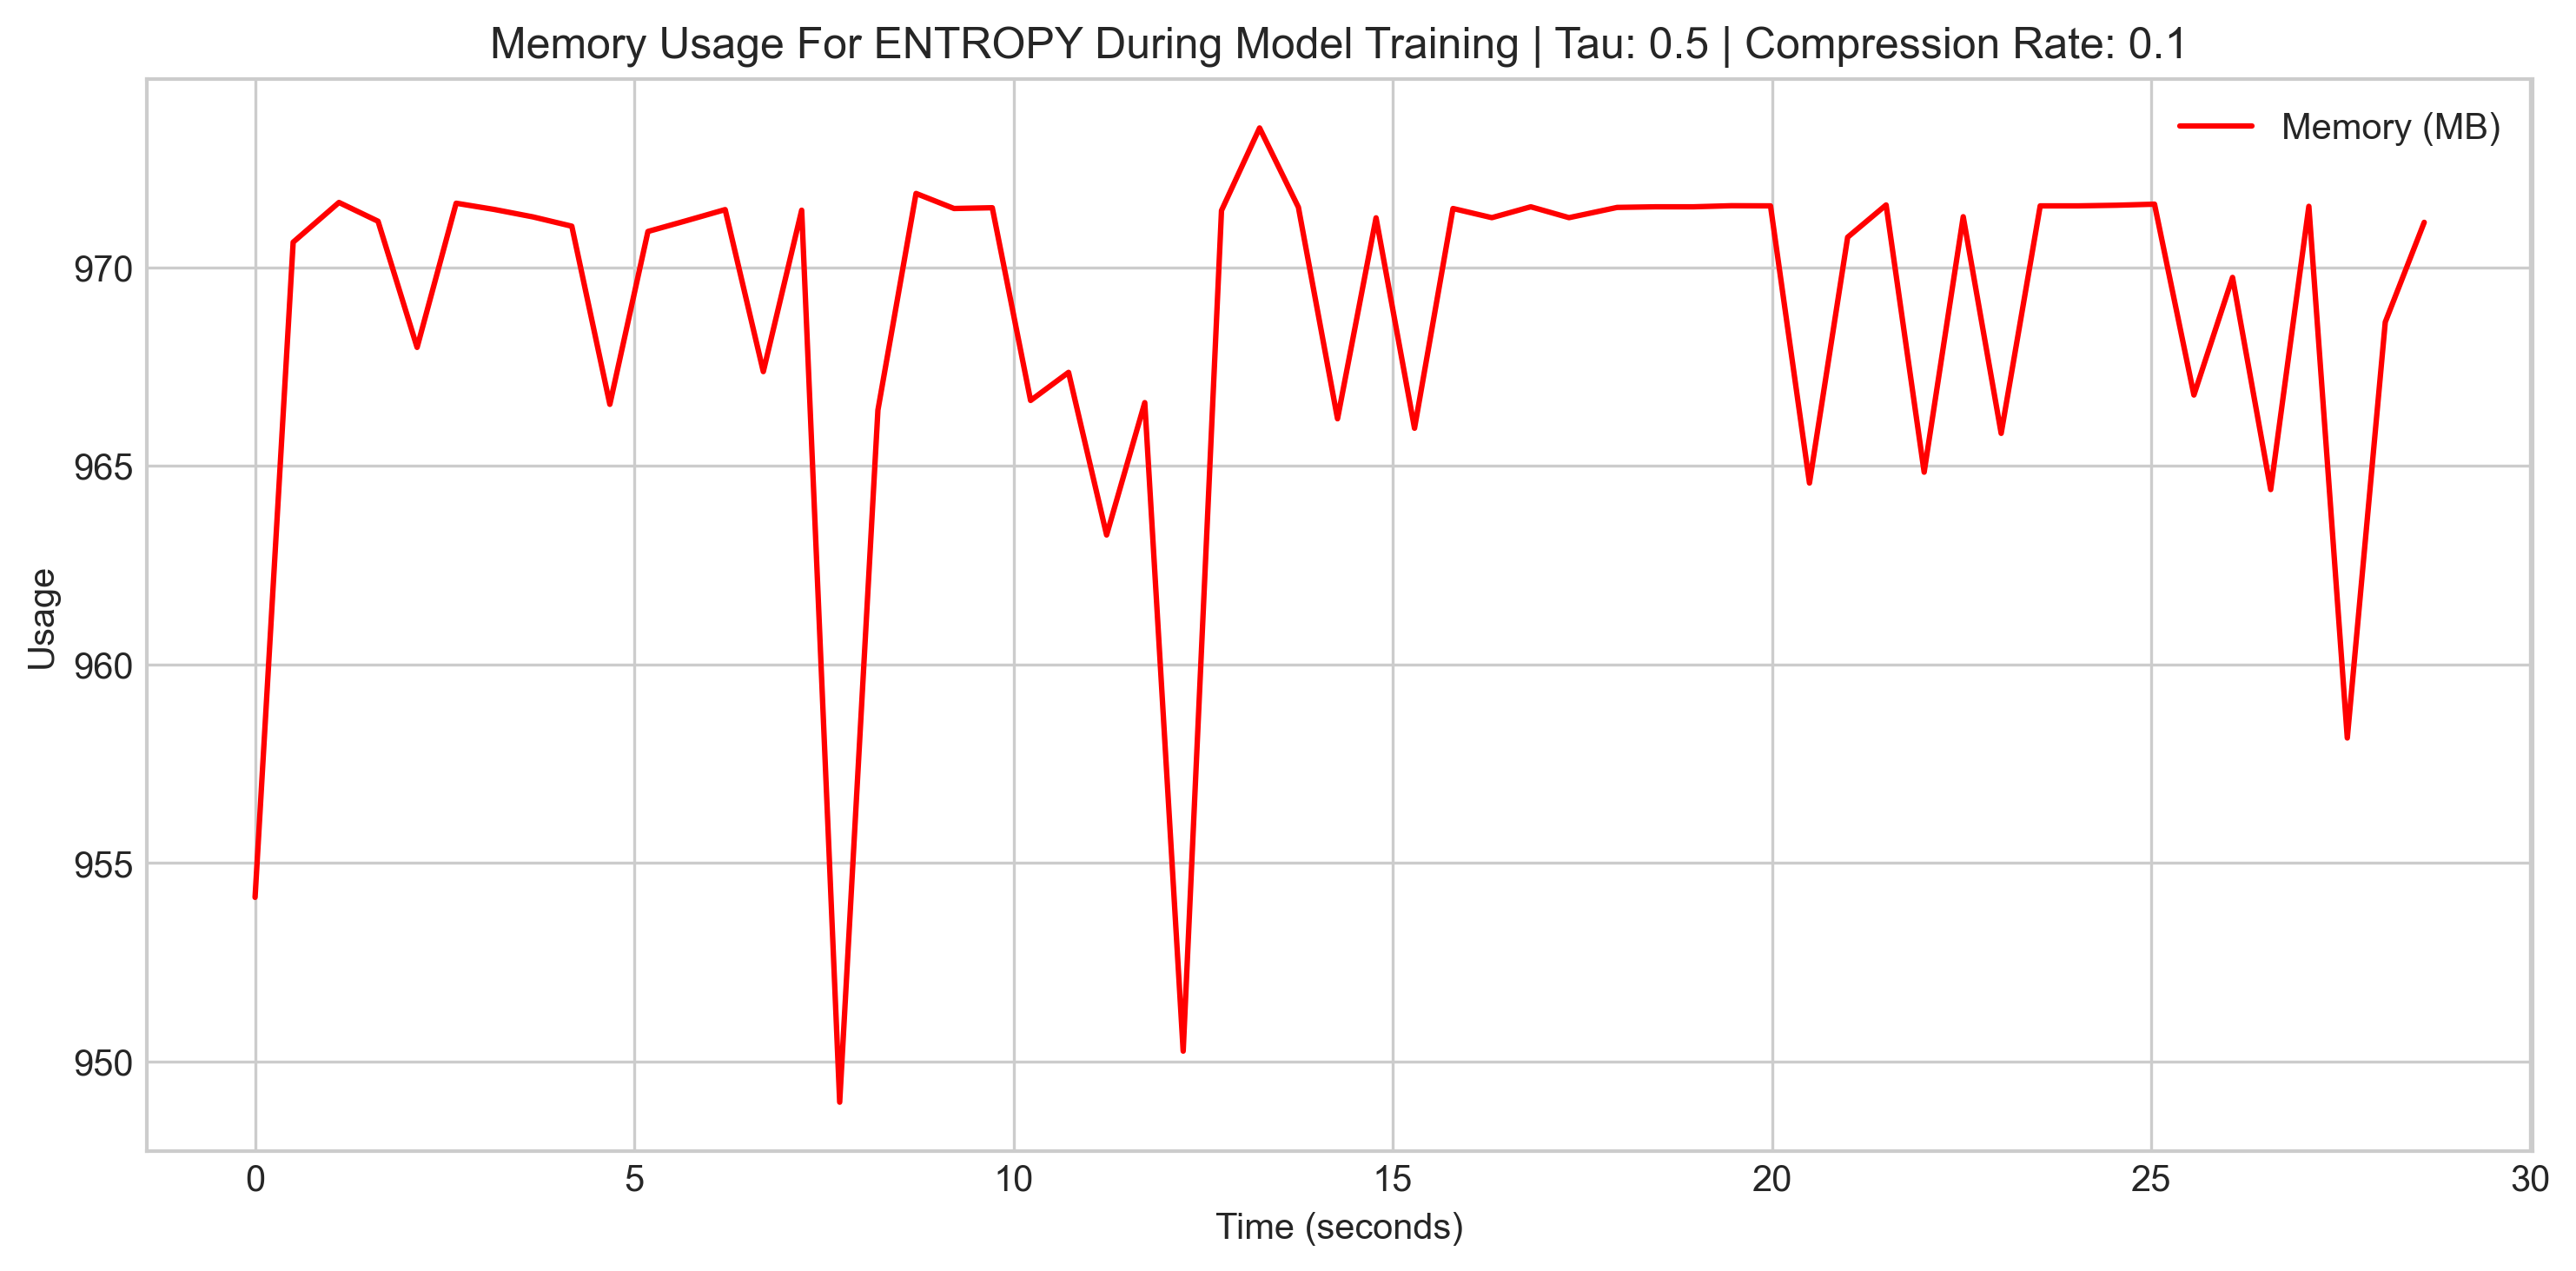 Memory Usage For ENTROPY During Model Training | Tau: 0.5 | Compression Rate: 0.1
Memory (MB)
970
965
960
955
950
Usage
0 5 10 15 20 25 30
Time (seconds)